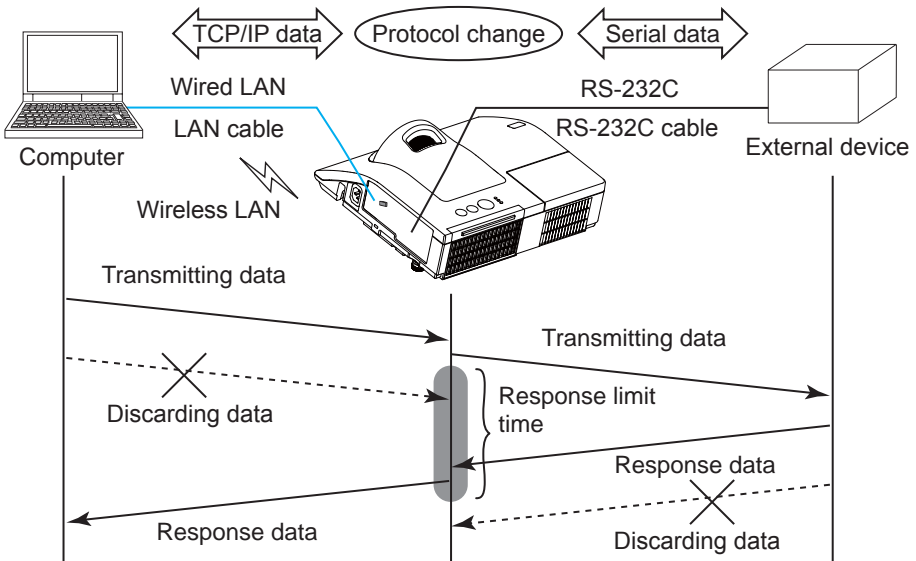 TCP/IP data
Protocol change
Serial data
Wired LAN
RS-232C
LAN cable
RS-232C cable
Computer
External device
Wireless LAN
Transmitting data
Transmitting data
Discarding data
Response limit
time
Response data
Response data
Discarding data